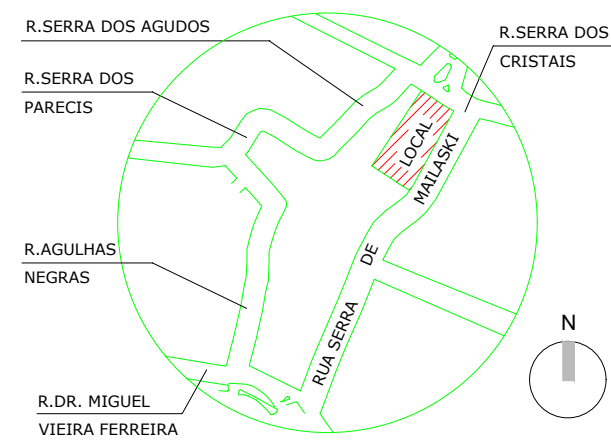 R.SERRA DOS AGUDOS
R.SERRA DOS
CRISTAIS
R.SERRA DOS
PARECIS
LOCAL
RUA SERRA DE MAILASKI
R.AGULHAS
NEGRAS
N
R.DR. MIGUEL
VIEIRA FERREIRA